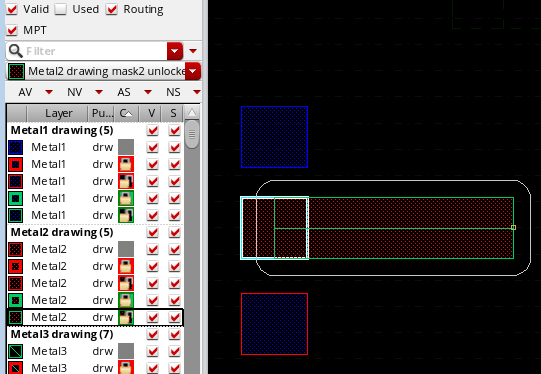 Valid Used Routing
MPT
Filter
Metal2 drawing mask2 unlocke
AV NV AS NS
Layer Pu... C V S
Metal1 drawing (5)
Metal1 drw
Metal1 drw
Metal1 drw
Metal1 drw
Metal1 drw
Metal2 drawing (5)
Metal2 drw
Metal2 drw
Metal2 drw
Metal2 drw
Metal2 drw
Metal3 drawing (7)
Metal3 drw
Metal3 drw